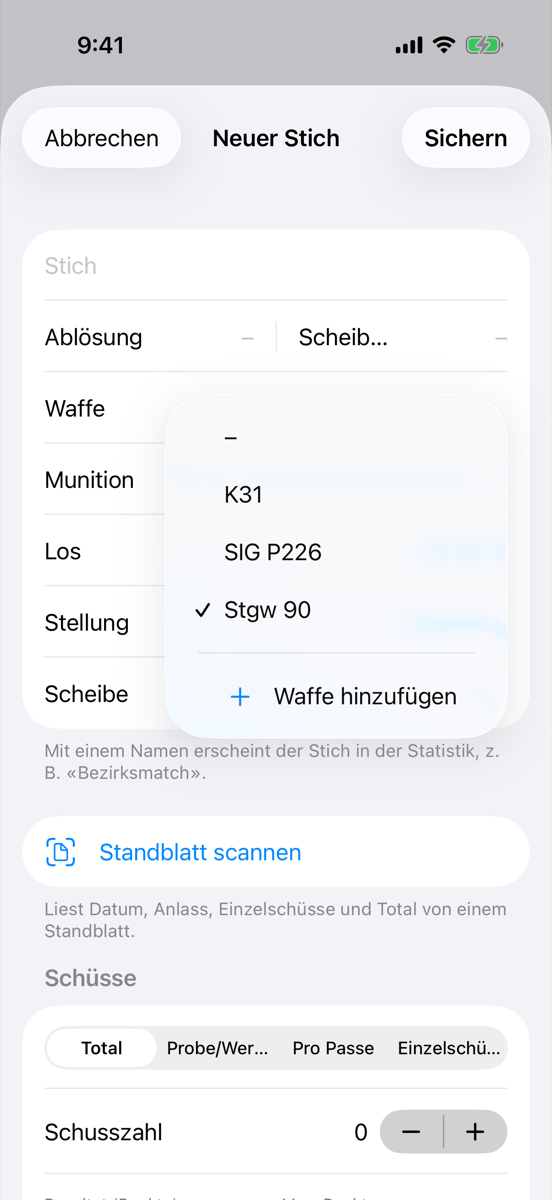 9:41
Abbrechen
Neuer Stich
Sichern
Stich
Ablösung – Scheib... –
Waffe
–
Munition
K31
Los
SIG P226
Stellung
Stgw 90
Scheibe
Waffe hinzufügen
Mit einem Namen erscheint der Stich in der Statistik, z.
B. «Bezirksmatch».
Standblatt scannen
Liest Datum, Anlass, Einzelschüsse und Total von einem
Standblatt.
Schüsse
Total Probe/Wer... Pro Passe Einzelschü...
Schusszahl 0 − +